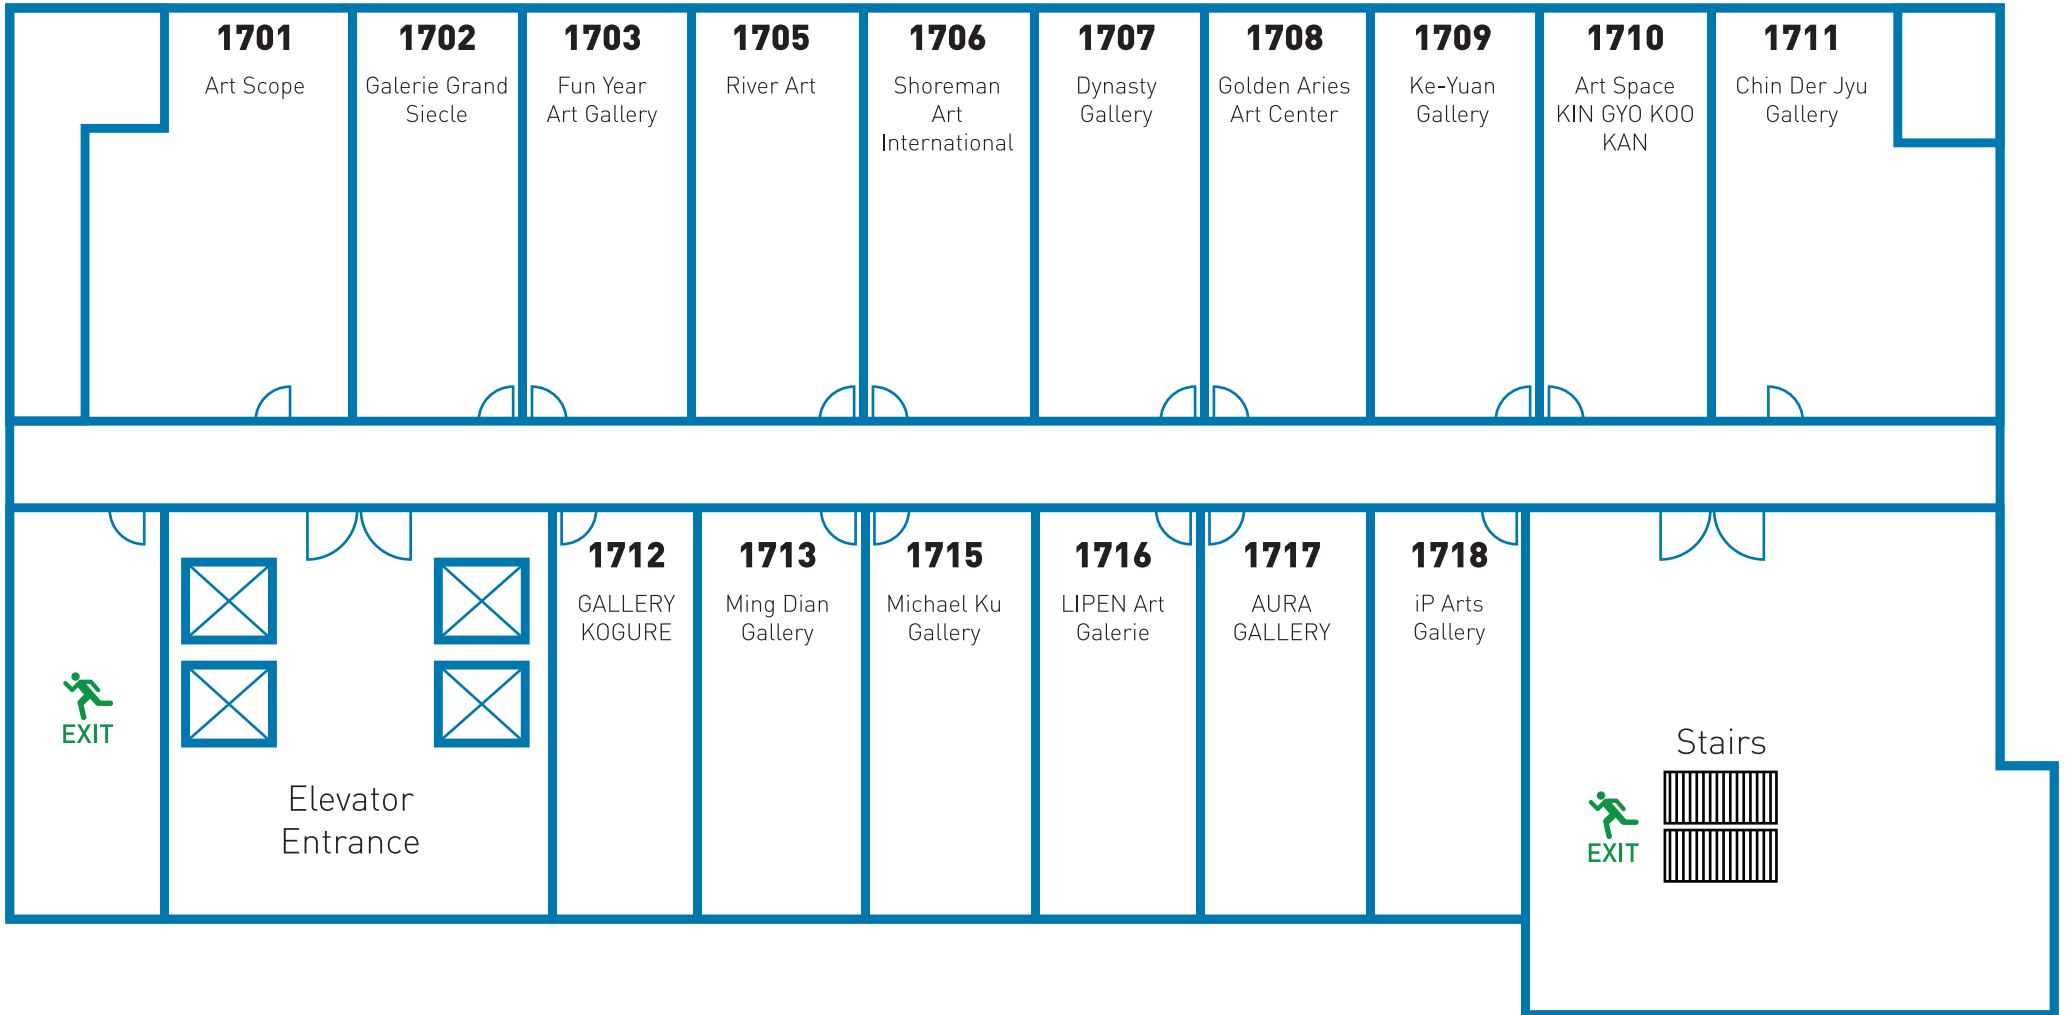 1701
Art Scope
1702
Galerie Grand
Siecle
1703
Fun Year
Art Gallery
1705
River Art
1706
Shoreman
Art
International
1707
Dynasty
Gallery
1708
Golden Aries
Art Center
1709
Ke-Yuan
Gallery
1710
Art Space
KIN GYO KOO
KAN
1711
Chin Der Jyu
Gallery
EXIT
Elevator
Entrance
1712
GALLERY
KOGURE
1713
Ming Dian
Gallery
1715
Michael Ku
Gallery
1716
LIPEN Art
Galerie
1717
AURA
GALLERY
1718
iP Arts
Gallery
Stairs
EXIT